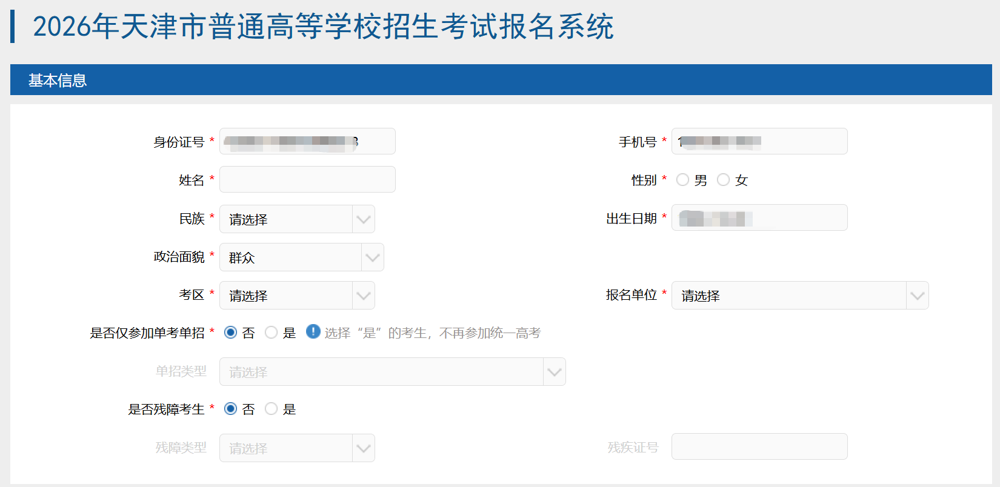 2026年天津市普通高等学校招生考试报名系统
基本信息
身份证号 * 手机号 *
姓名 * 性别 * 男 女
民族 * 请选择 出生日期 *
政治面貌 * 群众
考区 * 请选择 报名单位 * 请选择
是否仅参加单考单招 * 否 是 选择“是”的考生，不再参加统一高考
单招类型 请选择
是否残障考生 * 否 是
残障类型 请选择 残疾证号